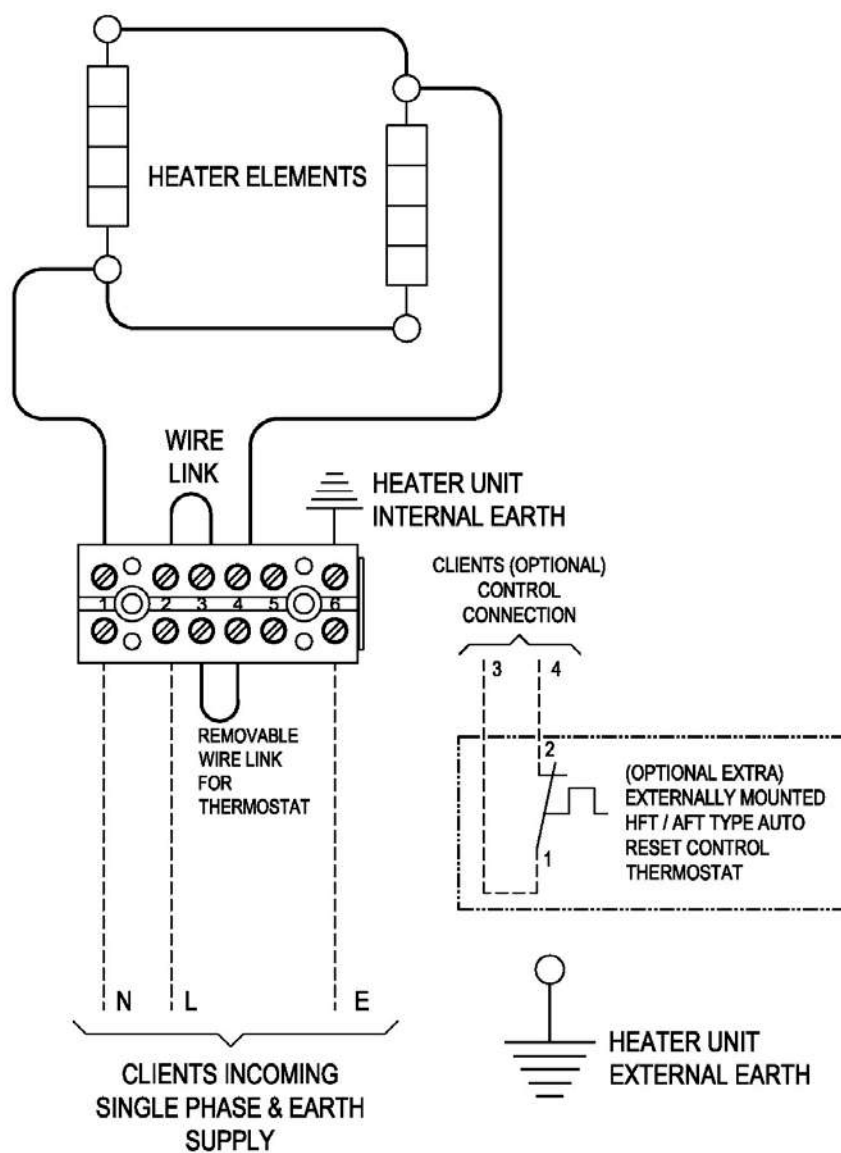 HEATER ELEMENTS
WIRE
LINK
HEATER UNIT
INTERNAL EARTH
1 2 3 4 5 6
CLIENTS (OPTIONAL)
CONTROL
CONNECTION
3 4
REMOVABLE
WIRE LINK
FOR
THERMOSTAT
2
1
(OPTIONAL EXTRA)
EXTERNALLY MOUNTED
HFT / AFT TYPE AUTO
RESET CONTROL
THERMOSTAT
N L E
CLIENTS INCOMING
SINGLE PHASE & EARTH
SUPPLY
HEATER UNIT
EXTERNAL EARTH